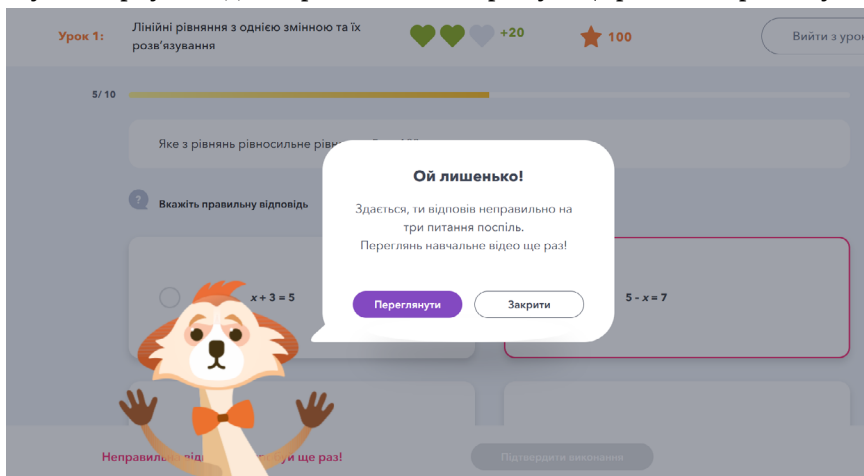 Урок 1:
Лінійні рівняння з однією змінною та їх
розв'язування
+20
100
Вийти з уро
5/ 10
Яке з рівнянь рівносильне
Ой лишенько!
Здається, ти відповів неправильно на
три питання поспіль.
Переглянь навчальне відео ще раз!
? Вкажіть правильну відповідь
Переглянути
Закрити
x + 3 = 5
5 - x = 7
ще раз!
Підтвердити виконання